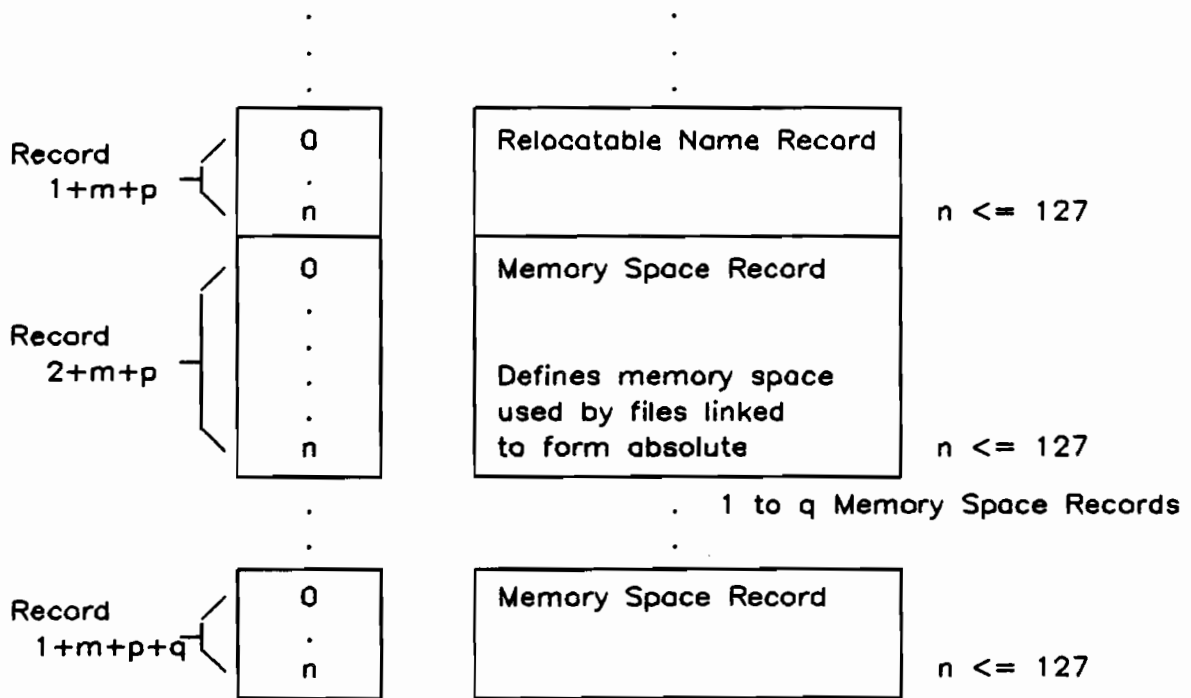 Record
1+m+p
0
.
n
Relocatable Name Record
n <= 127
Record
2+m+p
0
.
.
.
.
n
Memory Space Record
Defines memory space
used by files linked
to form absolute
n <= 127
1 to q Memory Space Records
Record
1+m+p+q
0
.
n
Memory Space Record
n <= 127